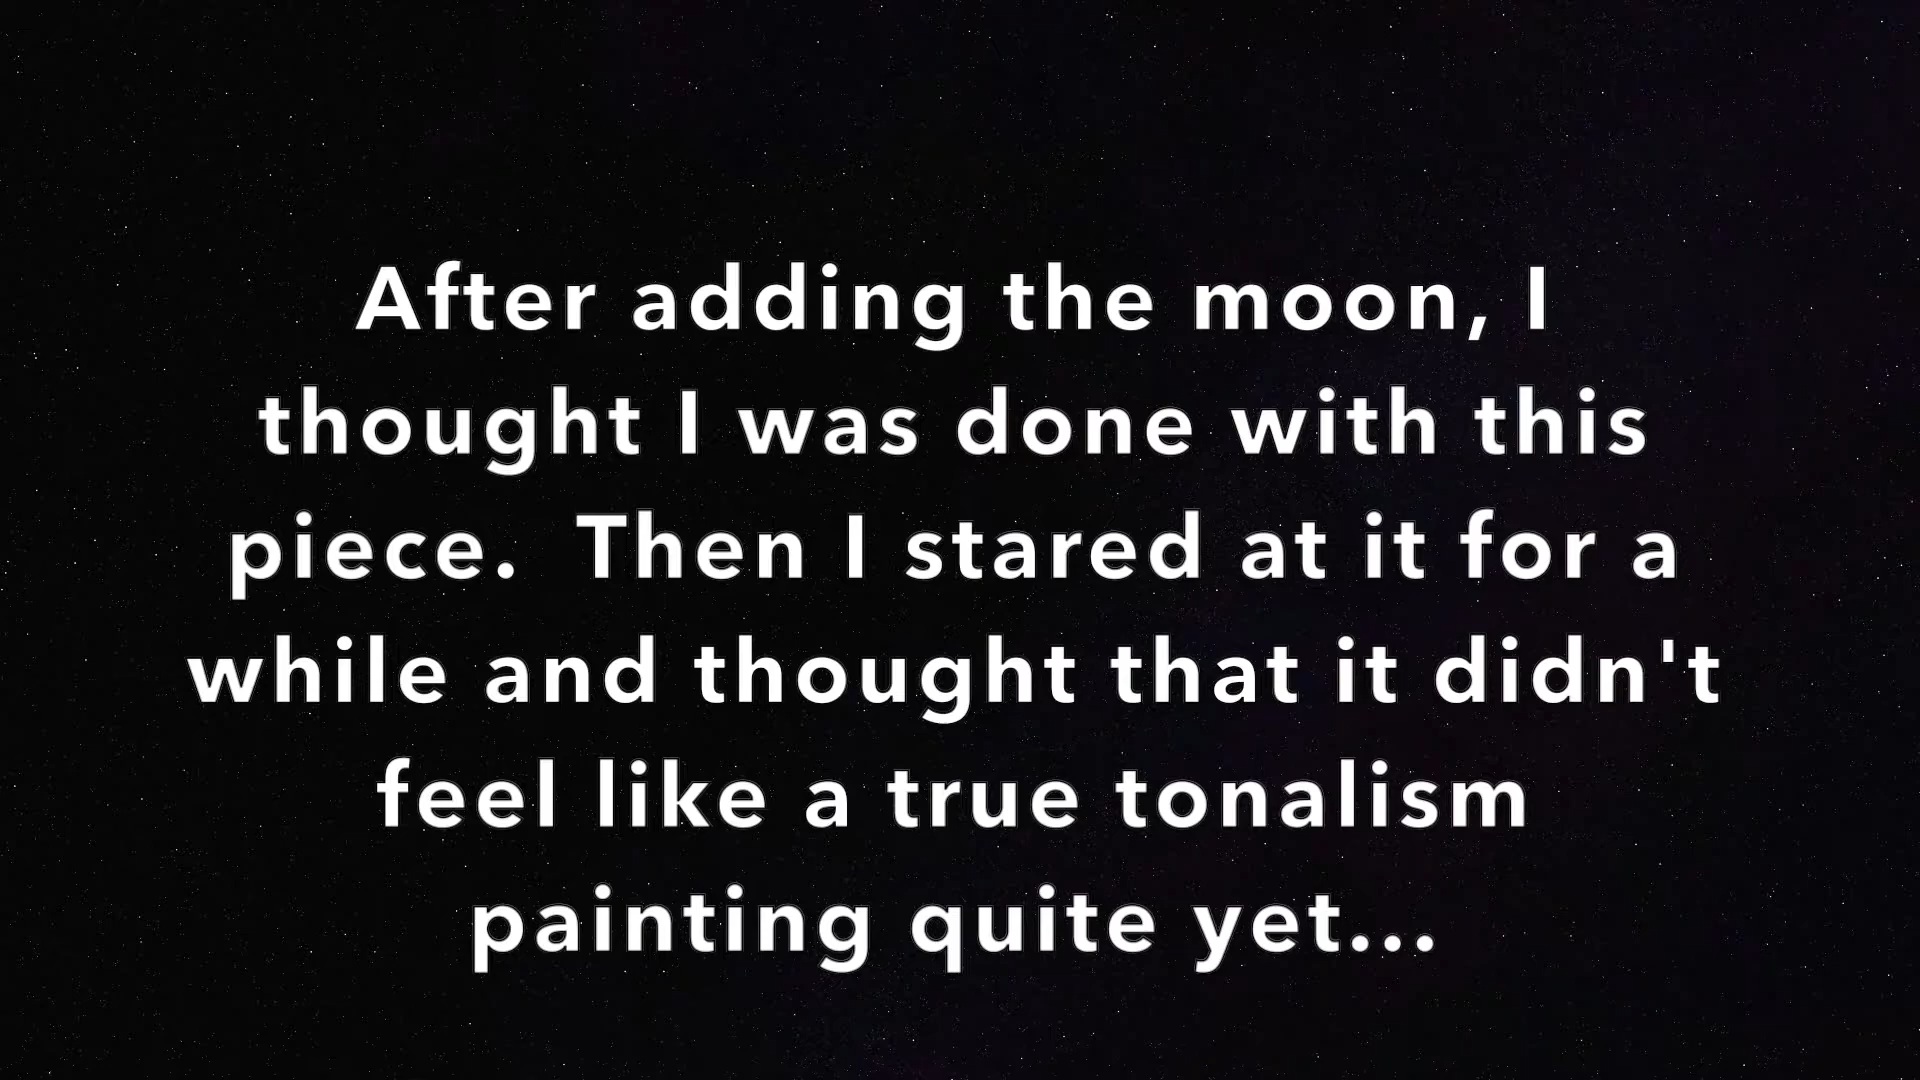 After adding the moon, I
thought I was done with this
piece.  Then I stared at it for a
while and thought that it didn't
feel like a true tonalism
painting quite yet...